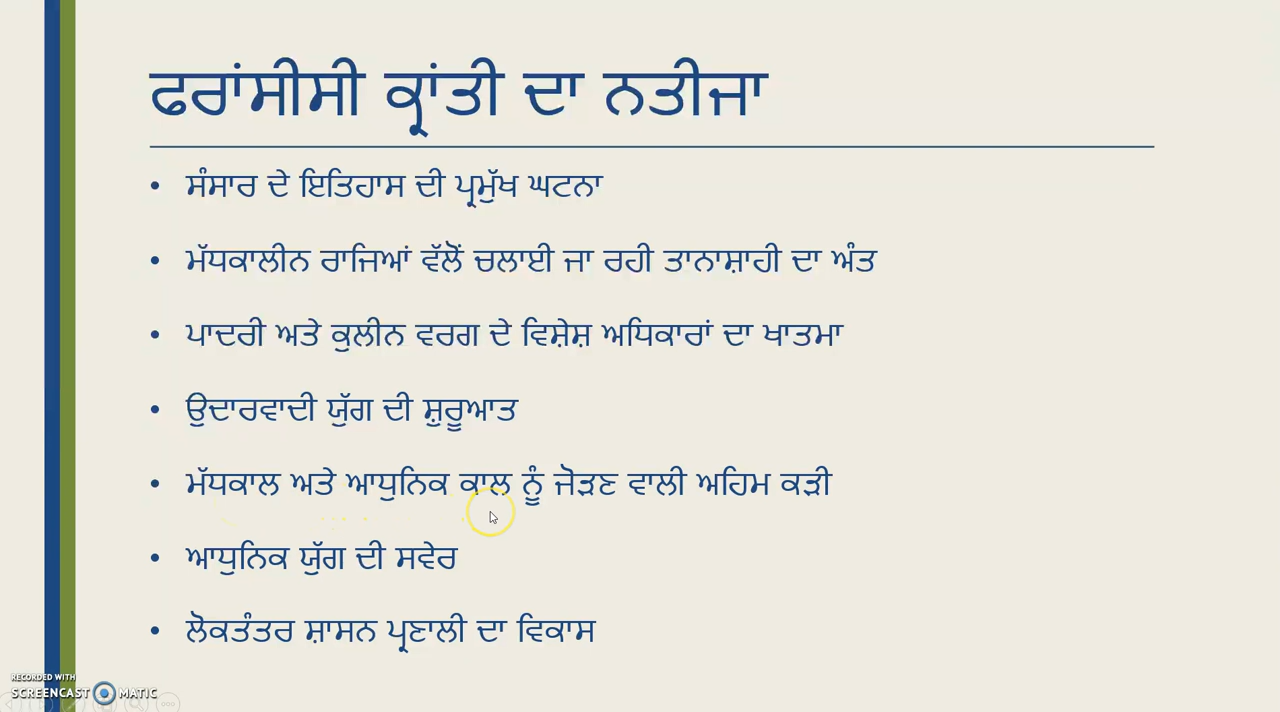 ਫਰਾਂਸੀਸੀ ਕ੍ਰਾਂਤੀ ਦਾ ਨਤੀਜਾ
• ਸੰਸਾਰ ਦੇ ਇਤਿਹਾਸ ਦੀ ਪ੍ਰਮੁੱਖ ਘਟਨਾ
• ਮੱਧਕਾਲੀਨ ਰਾਜਿਆਂ ਵੱਲੋਂ ਚਲਾਈ ਜਾ ਰਹੀ ਤਾਨਾਸ਼ਾਹੀ ਦਾ ਅੰਤ
• ਪਾਦਰੀ ਅਤੇ ਕੁਲੀਨ ਵਰਗ ਦੇ ਵਿਸ਼ੇਸ਼ ਅਧਿਕਾਰਾਂ ਦਾ ਖਾਤਮਾ
• ਉਦਾਰਵਾਦੀ ਯੁੱਗ ਦੀ ਸ਼ੁਰੂਆਤ
• ਮੱਧਕਾਲ ਅਤੇ ਆਧੁਨਿਕ ਕਾਲ ਨੂੰ ਜੋੜਣ ਵਾਲੀ ਅਹਿਮ ਕੜੀ
• ਆਧੁਨਿਕ ਯੁੱਗ ਦੀ ਸਵੇਰ
• ਲੋਕਤੰਤਰ ਸ਼ਾਸਨ ਪ੍ਰਣਾਲੀ ਦਾ ਵਿਕਾਸ
RECORDED WITH
SCREENCAST MATIC